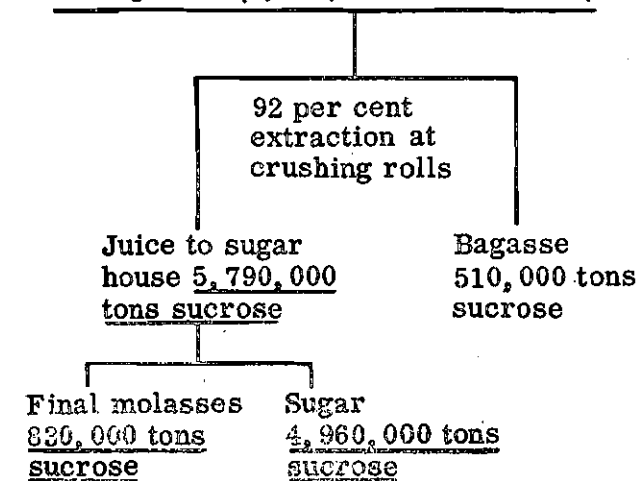 92 per cent
extraction at
crushing rolls
Juice to sugar
house 5,790,000
tons sucrose
Bagasse
510,000 tons
sucrose
Final molasses
830,000 tons
sucrose
Sugar
4,960,000 tons
sucrose